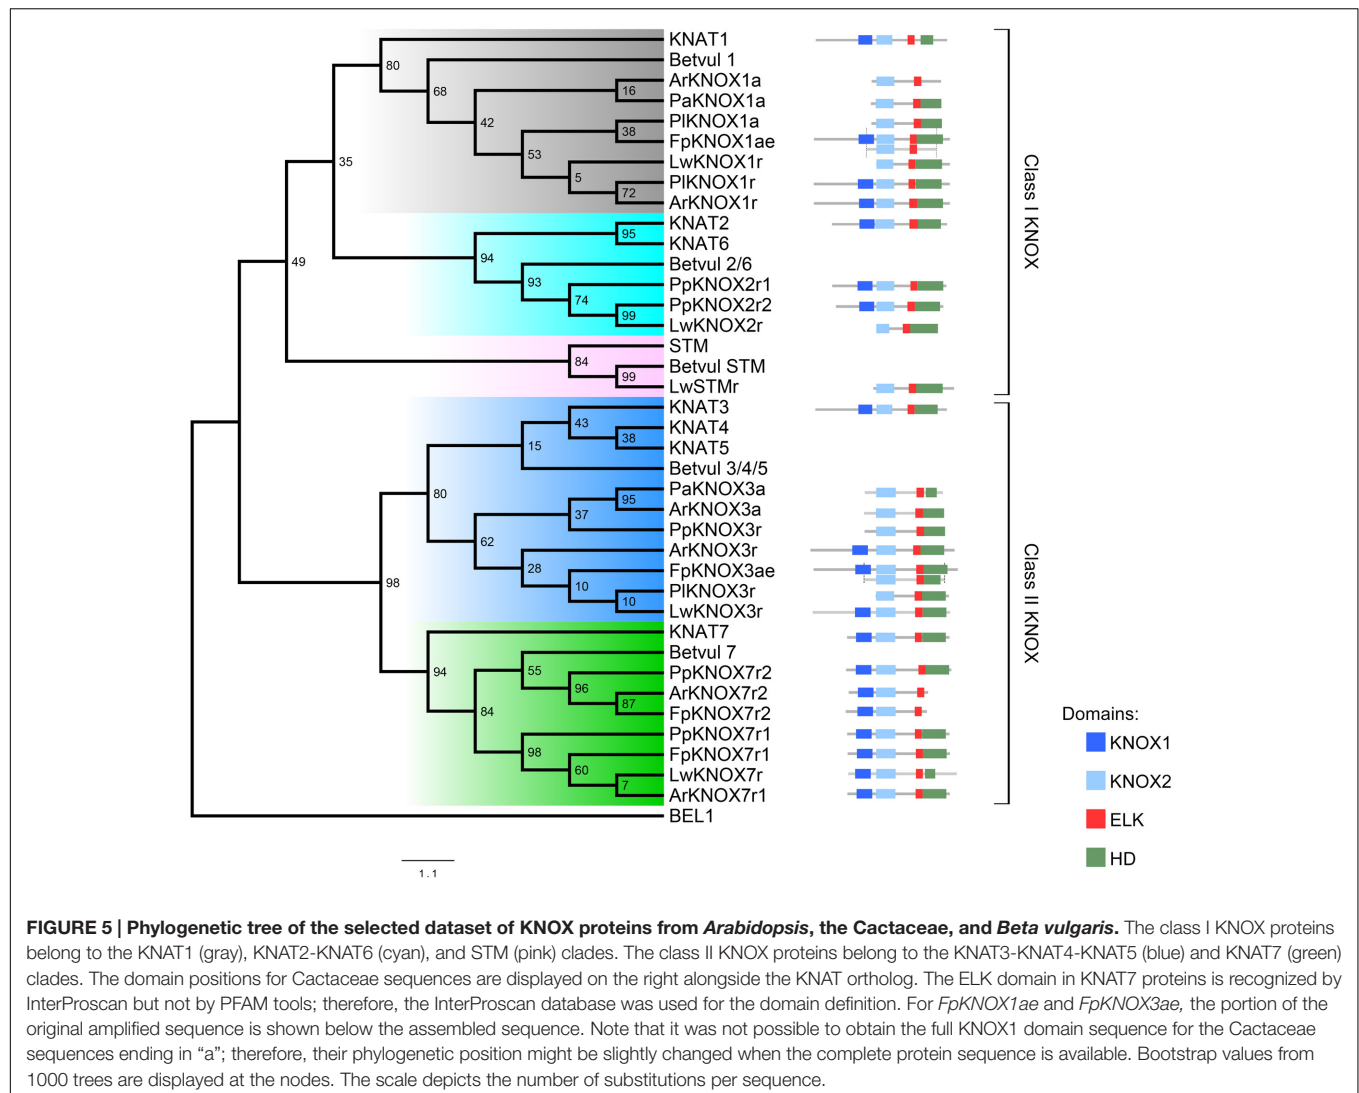 KNAT1
Betvul 1
ArKNOX1a
PaKNOX1a
PlKNOX1a
FpKNOX1ae
LwKNOX1r
PlKNOX1r
ArKNOX1r
KNAT2
KNAT6
Betvul 2/6
PpKNOX2r1
PpKNOX2r2
LwKNOX2r
STM
Betvul STM
LwSTMr
KNAT3
KNAT4
KNAT5
Betvul 3/4/5
PaKNOX3a
ArKNOX3a
PpKNOX3r
ArKNOX3r
FpKNOX3ae
PlKNOX3r
LwKNOX3r
KNAT7
Betvul 7
PpKNOX7r2
ArKNOX7r2
FpKNOX7r2
PpKNOX7r1
FpKNOX7r1
LwKNOX7r
ArKNOX7r1
BEL1
80
68
16
42
38
53
5
72
35
95
94
93
74
99
49
84
99
43
38
15
80
95
37
62
28
10
10
98
94
55
96
87
84
98
60
7
1.1
Class I KNOX
Class II KNOX
Domains:
KNOX1
KNOX2
ELK
HD
FIGURE 5 | Phylogenetic tree of the selected dataset of KNOX proteins from Arabidopsis, the Cactaceae, and Beta vulgaris. The class I KNOX proteins
belong to the KNAT1 (gray), KNAT2-KNAT6 (cyan), and STM (pink) clades. The class II KNOX proteins belong to the KNAT3-KNAT4-KNAT5 (blue) and KNAT7 (green)
clades. The domain positions for Cactaceae sequences are displayed on the right alongside the KNAT ortholog. The ELK domain in KNAT7 proteins is recognized by
InterProscan but not by PFAM tools; therefore, the InterProscan database was used for the domain definition. For FpKNOX1ae and FpKNOX3ae, the portion of the
original amplified sequence is shown below the assembled sequence. Note that it was not possible to obtain the full KNOX1 domain sequence for the Cactaceae
sequences ending in “a”; therefore, their phylogenetic position might be slightly changed when the complete protein sequence is available. Bootstrap values from
1000 trees are displayed at the nodes. The scale depicts the number of substitutions per sequence.